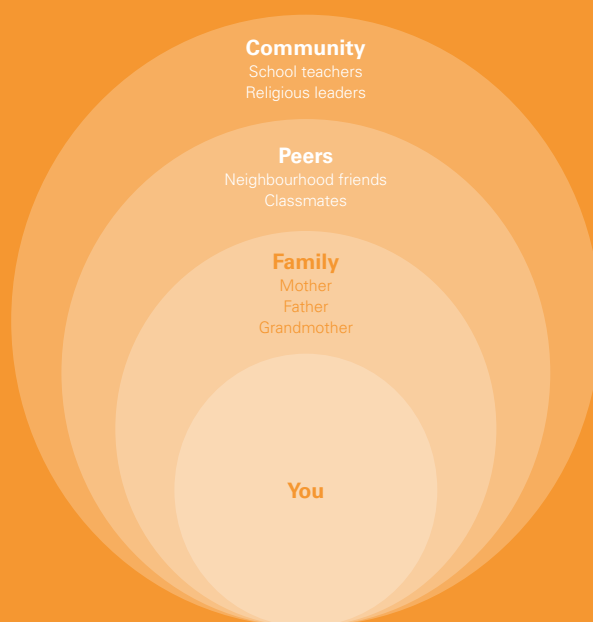 Community
School teachers
Religious leaders
Peers
Neighbourhood friends
Classmates
Family
Mother
Father
Grandmother
You